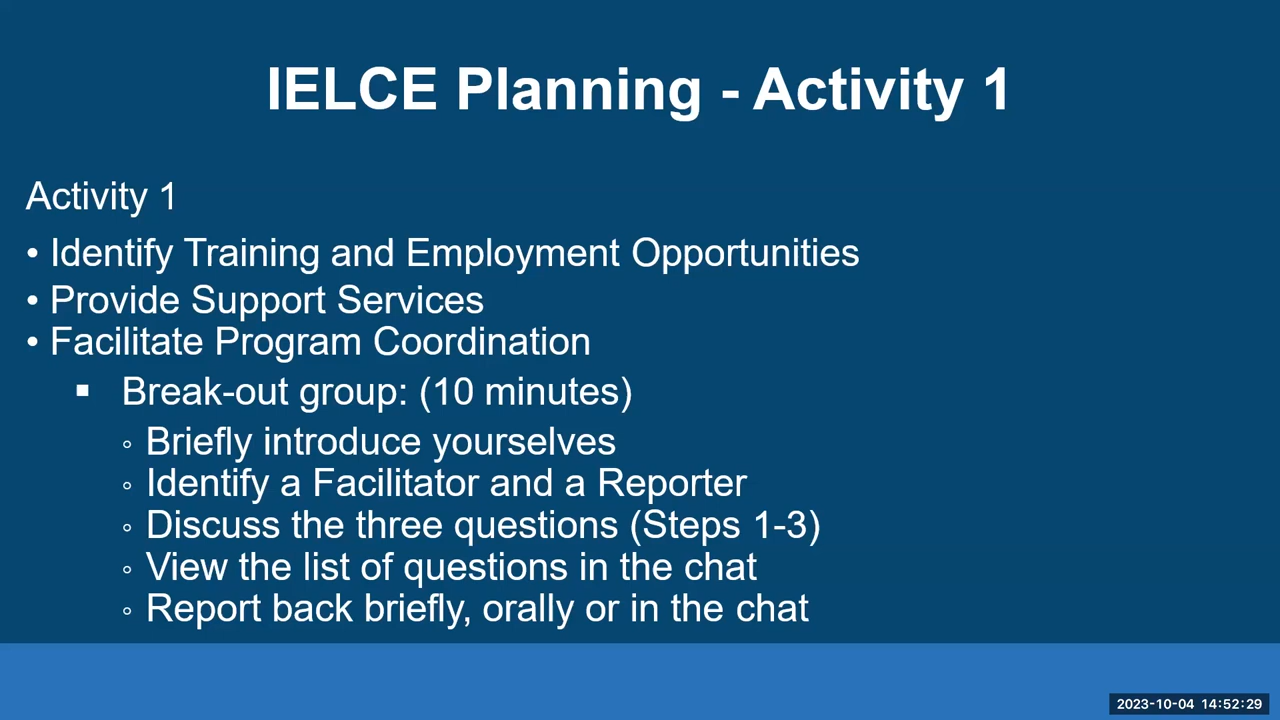 IELCE Planning - Activity 1
Activity 1
• Identify Training and Employment Opportunities
• Provide Support Services
• Facilitate Program Coordination
▪ Break-out group: (10 minutes)
◦ Briefly introduce yourselves
◦ Identify a Facilitator and a Reporter
◦ Discuss the three questions (Steps 1-3)
◦ View the list of questions in the chat
◦ Report back briefly, orally or in the chat
2023-10-04 14:52:29